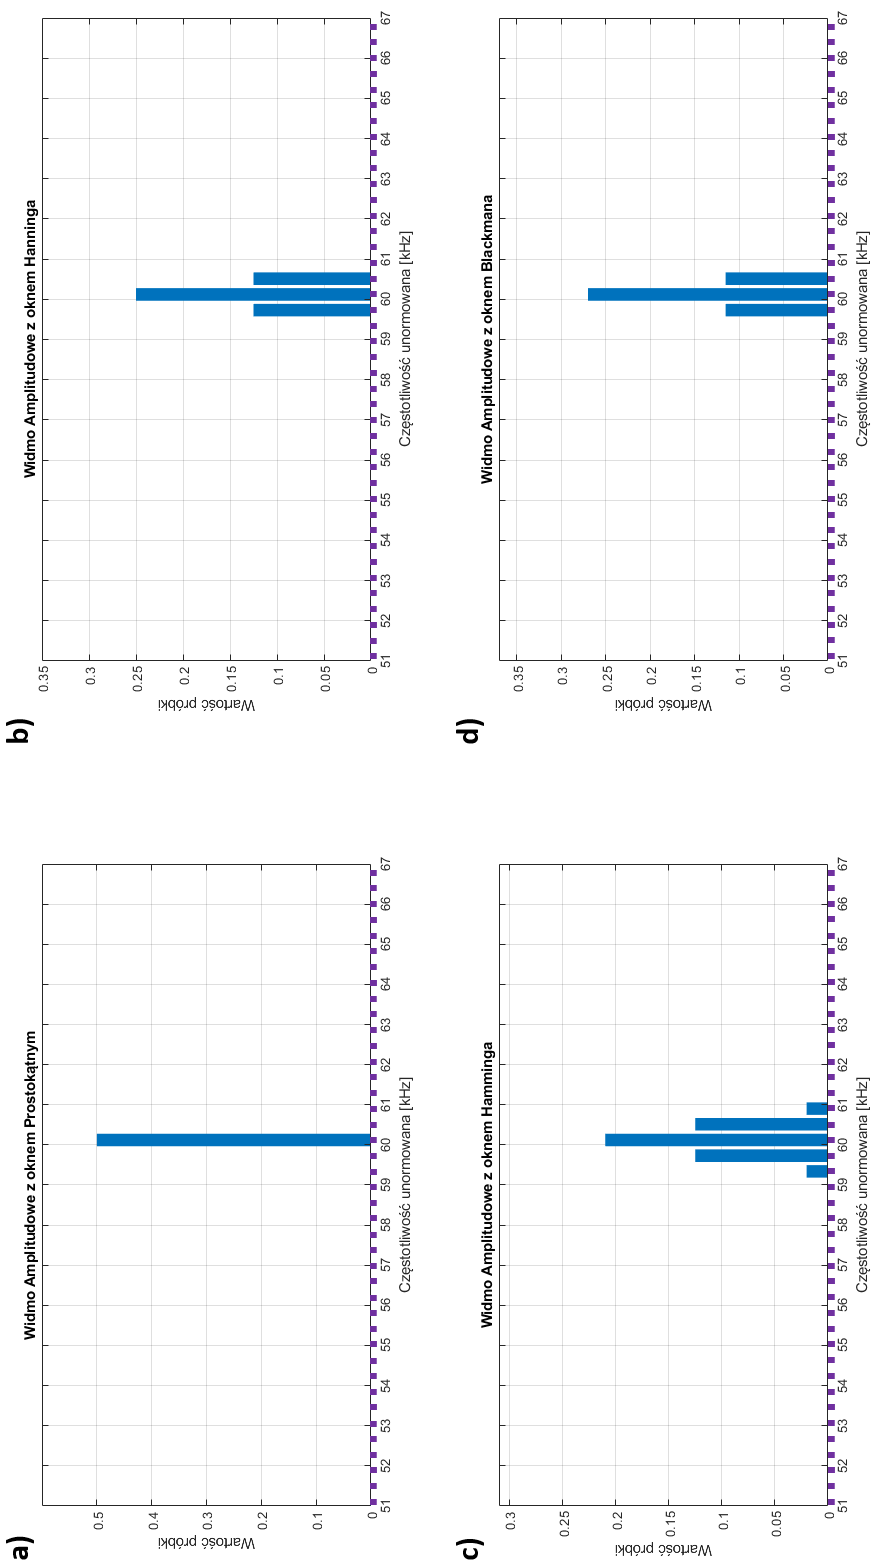 a)
Widmo Amplitudowe z oknem Prostokątnym
Wartość próbki
0.5
0.4
0.3
0.2
0.1
0
51 52 53 54 55 56 57 58 59 60 61 62 63 64 65 66 67
Częstotliwość unormowana [kHz]
b)
Widmo Amplitudowe z oknem Hanninga
Wartość próbki
0.35
0.3
0.25
0.2
0.15
0.1
0.05
0
51 52 53 54 55 56 57 58 59 60 61 62 63 64 65 66 67
Częstotliwość unormowana [kHz]
c)
Widmo Amplitudowe z oknem Hamminga
Wartość próbki
0.3
0.25
0.2
0.15
0.1
0.05
0
51 52 53 54 55 56 57 58 59 60 61 62 63 64 65 66 67
Częstotliwość unormowana [kHz]
d)
Widmo Amplitudowe z oknem Blackmana
Wartość próbki
0.35
0.3
0.25
0.2
0.15
0.1
0.05
0
51 52 53 54 55 56 57 58 59 60 61 62 63 64 65 66 67
Częstotliwość unormowana [kHz]